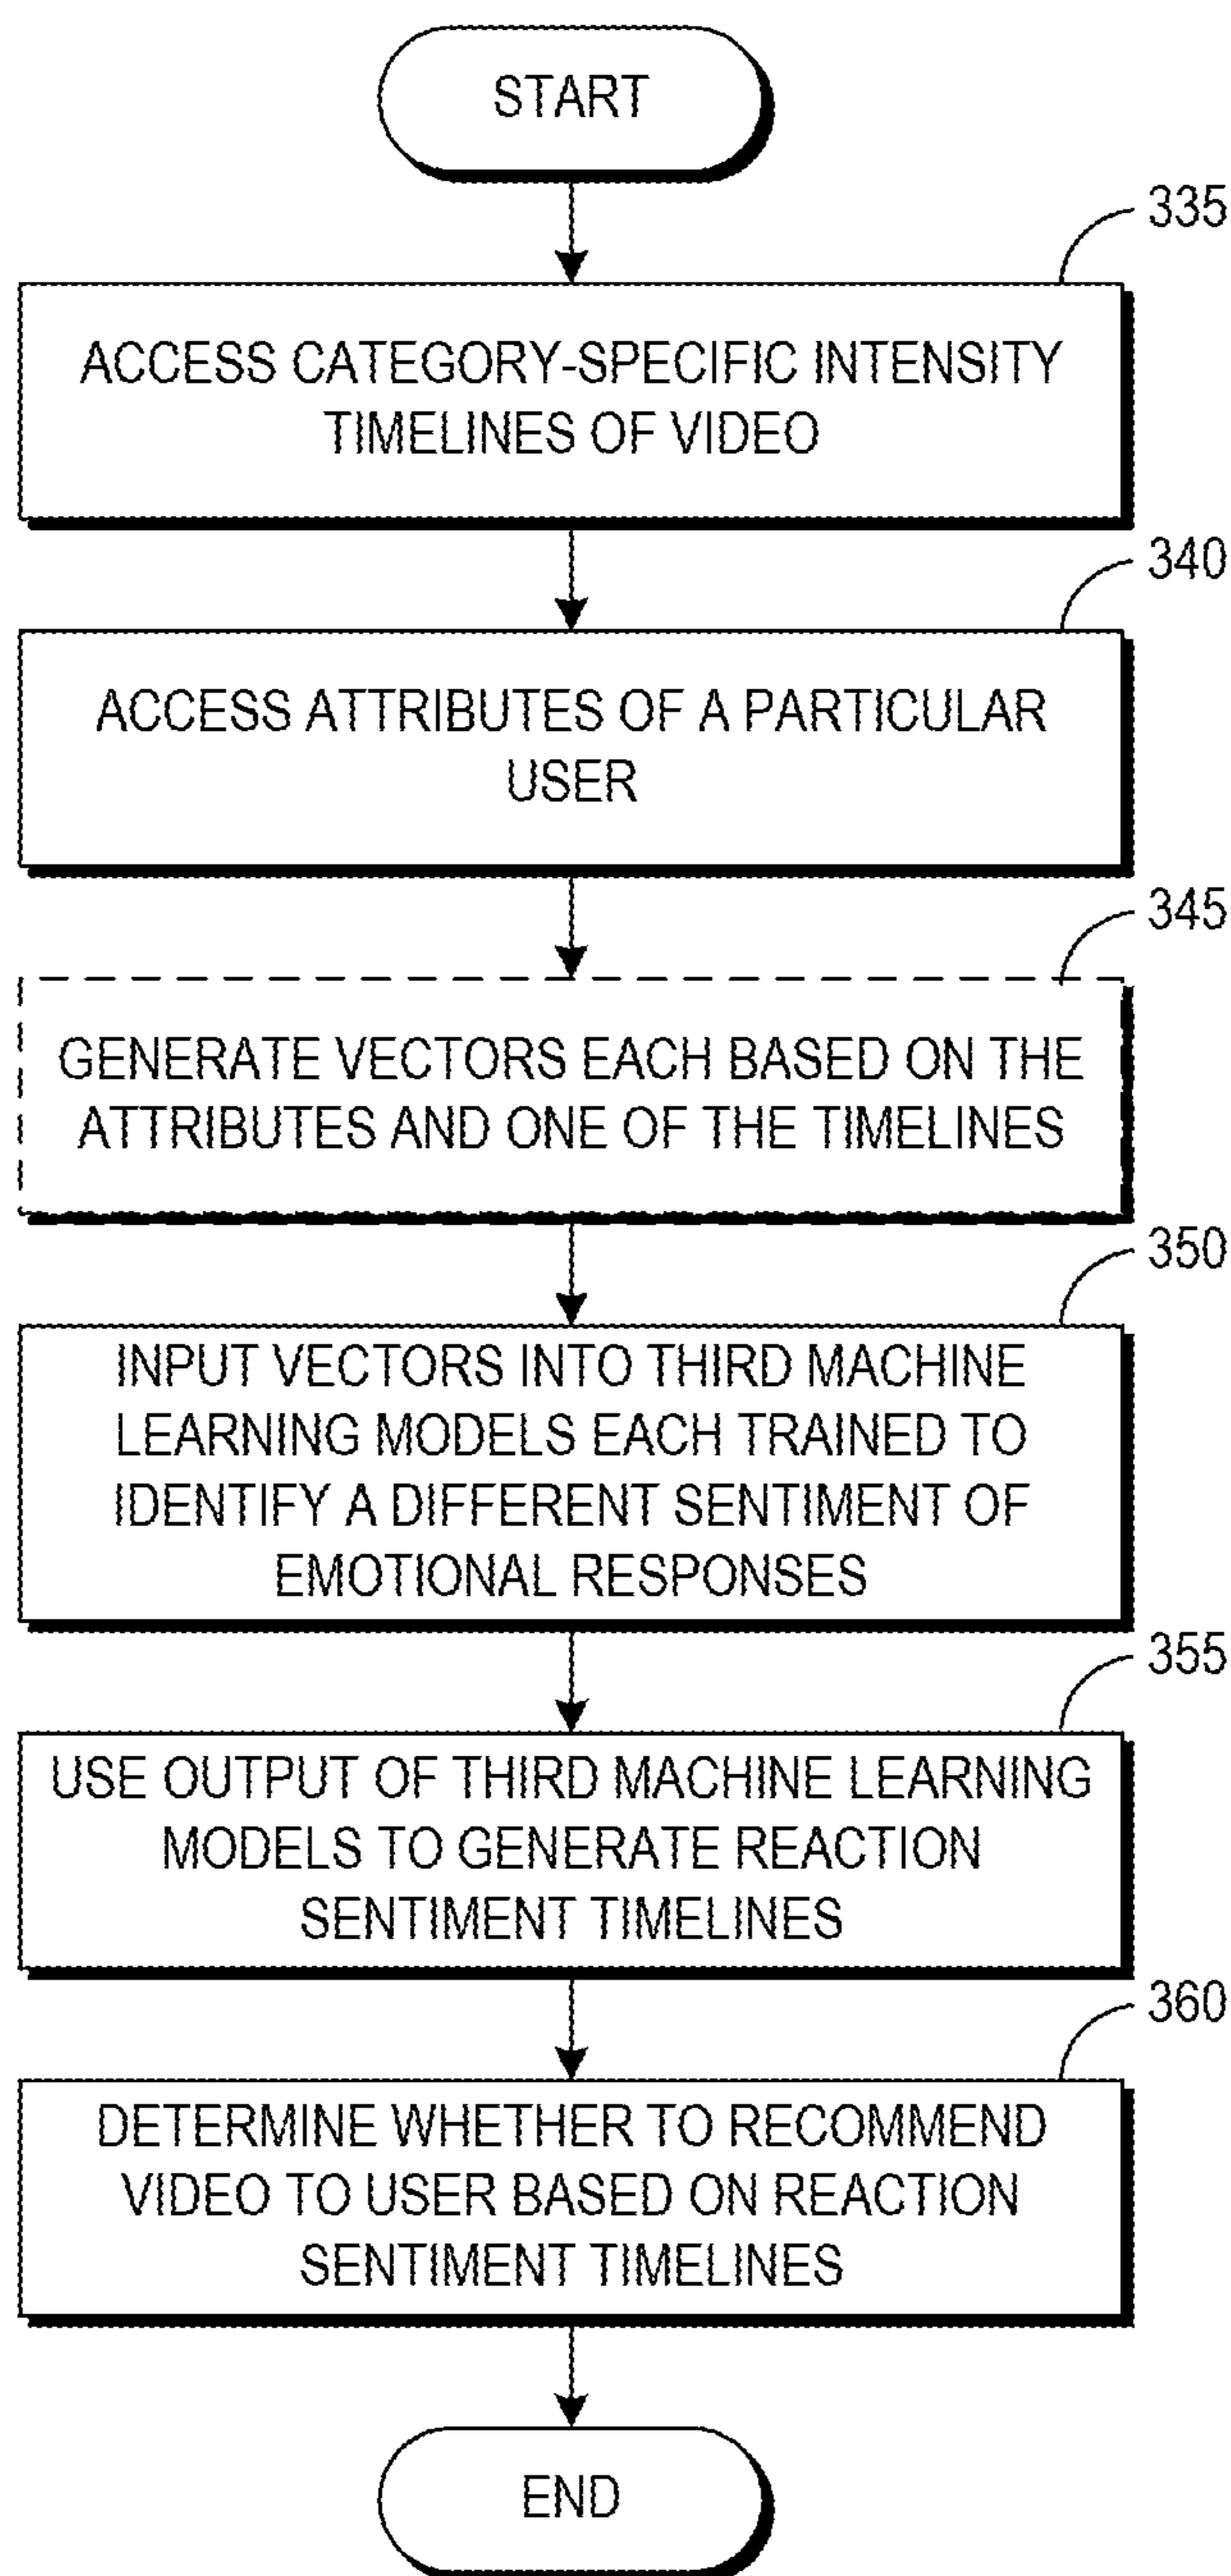 START
335
ACCESS CATEGORY-SPECIFIC INTENSITY
TIMELINES OF VIDEO
340
ACCESS ATTRIBUTES OF A PARTICULAR
USER
345
GENERATE VECTORS EACH BASED ON THE
ATTRIBUTES AND ONE OF THE TIMELINES
350
INPUT VECTORS INTO THIRD MACHINE
LEARNING MODELS EACH TRAINED TO
IDENTIFY A DIFFERENT SENTIMENT OF
EMOTIONAL RESPONSES
355
USE OUTPUT OF THIRD MACHINE LEARNING
MODELS TO GENERATE REACTION
SENTIMENT TIMELINES
360
DETERMINE WHETHER TO RECOMMEND
VIDEO TO USER BASED ON REACTION
SENTIMENT TIMELINES
END